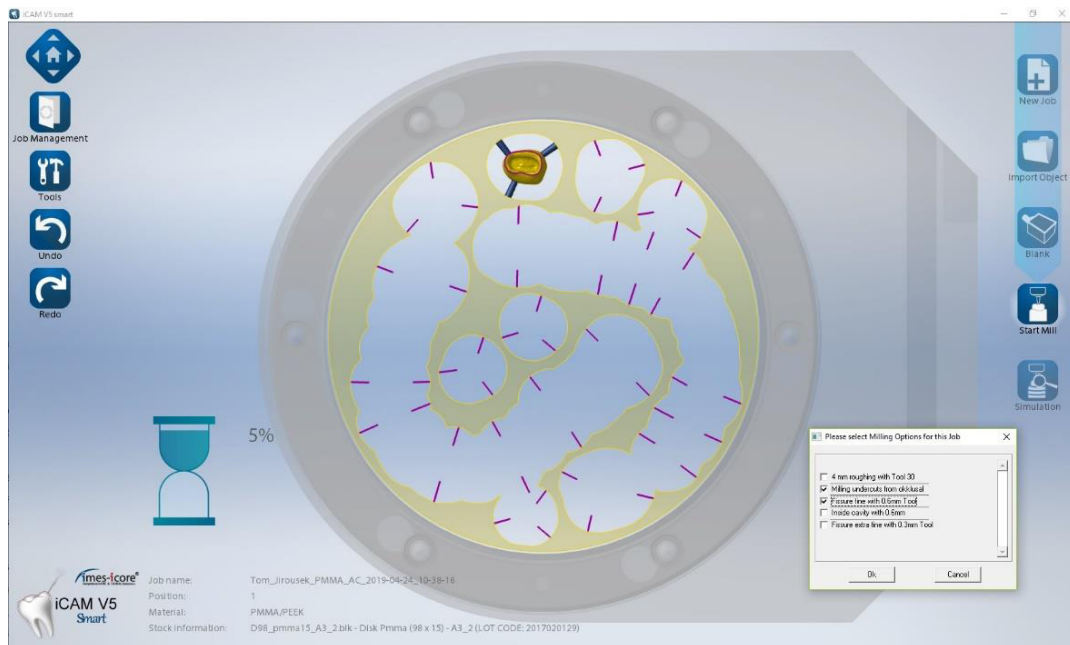 iCAM V5 smart
Job Management
Tools
Undo
Redo
New Job
Import Object
Blank
Start Mill
Simulation
5%
Please select Milling Options for this Job
4 mm roughing with Tool 30
Milling undercuts from okklusal
Fissure fine with 0.6mm Tool
Inside cavity with 0.6mm
Fissure extra fine with 0.3mm Tool
Ok
Cancel
imes-icore®
iCAM V5
Smart
Job name: Tom_Jirousek_PMMA_AC_2019-04-24_10-38-16
Position: 1
Material: PMMA/PEEK
Stock information: D98_pmma15_A3_2.blk - Disk Pmma (98 x 15) - A3_2 (LOT CODE: 2017020129)